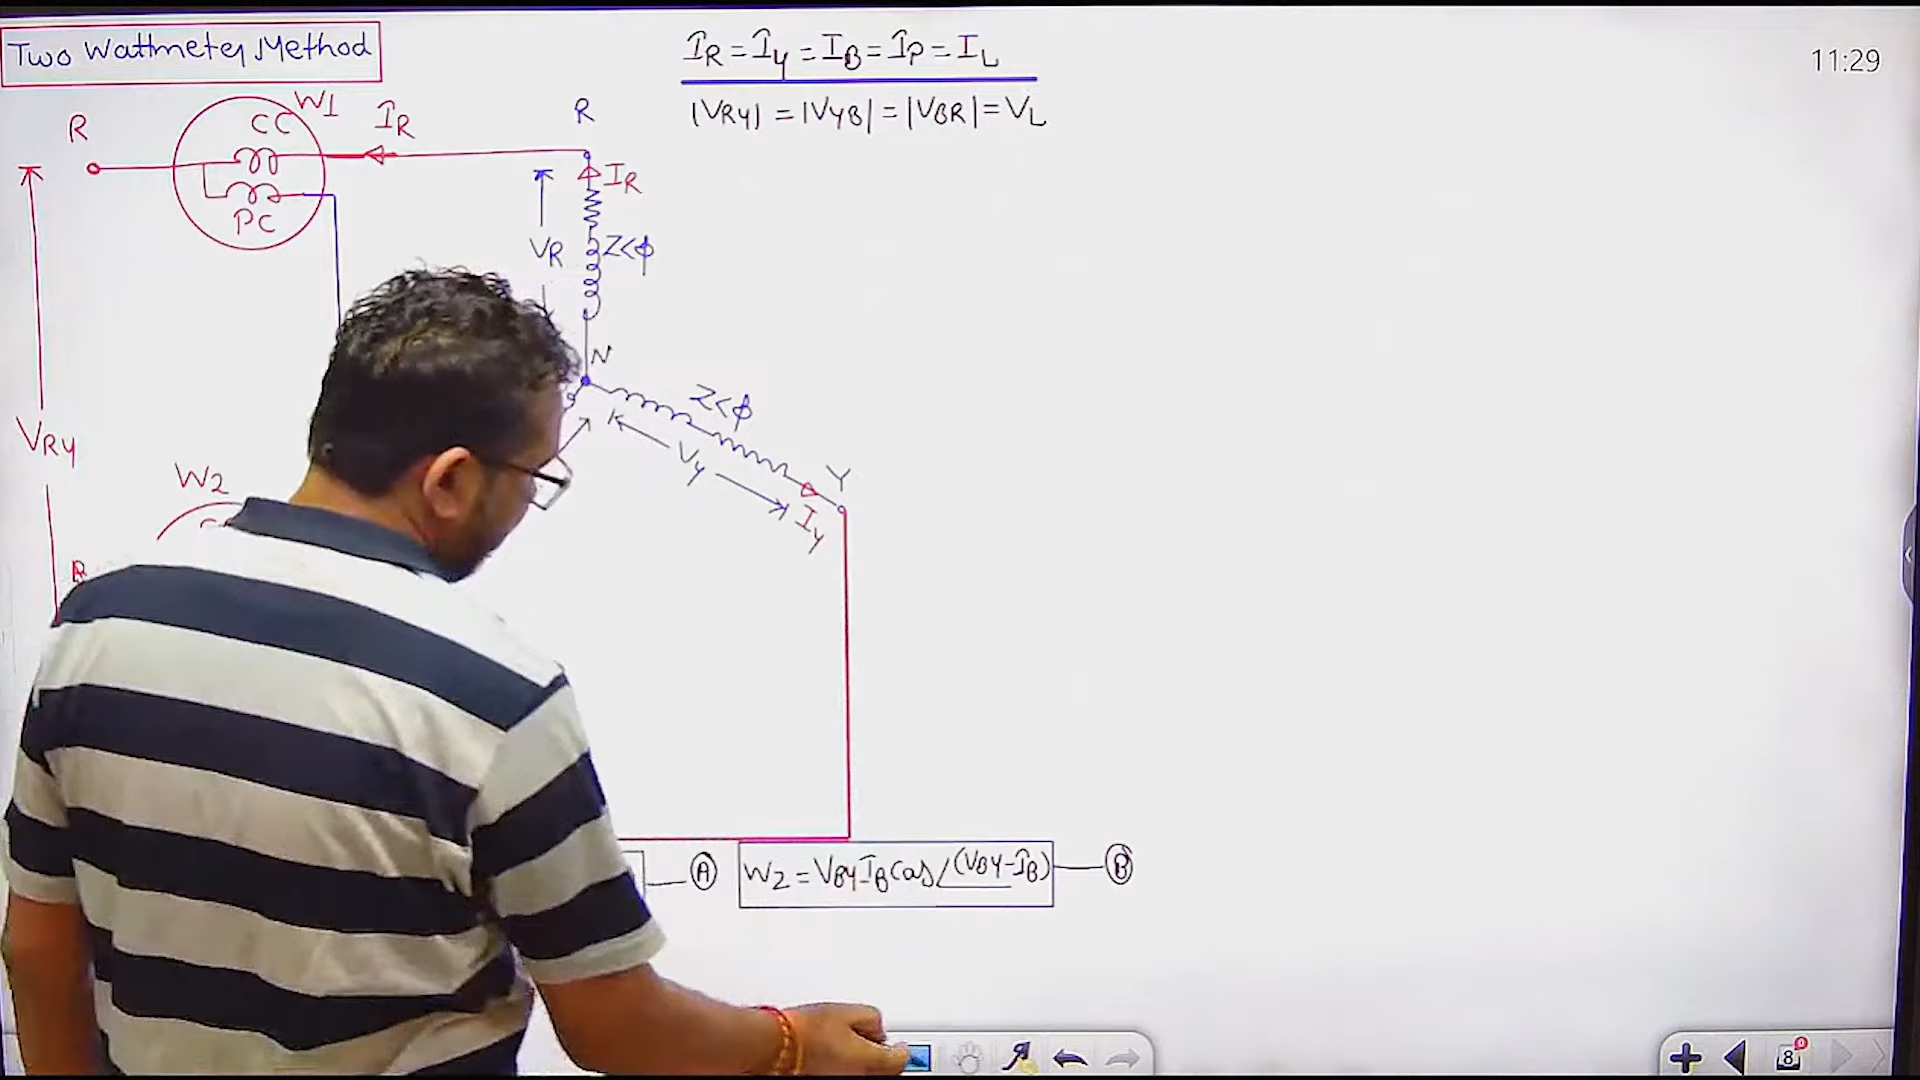 Two Wattmeter Method
IR = IY = IB = IP = IL
11:29
|VRY| = |VYB| = |VBR| = VL
W1
CC
IR
R
R
PC
IR
VR
Z<ϕ
N
Z<ϕ
VRY
VY
Y
W2
IY
A
W2 = VBY IB Cos∠(VBY-IB)
B
8